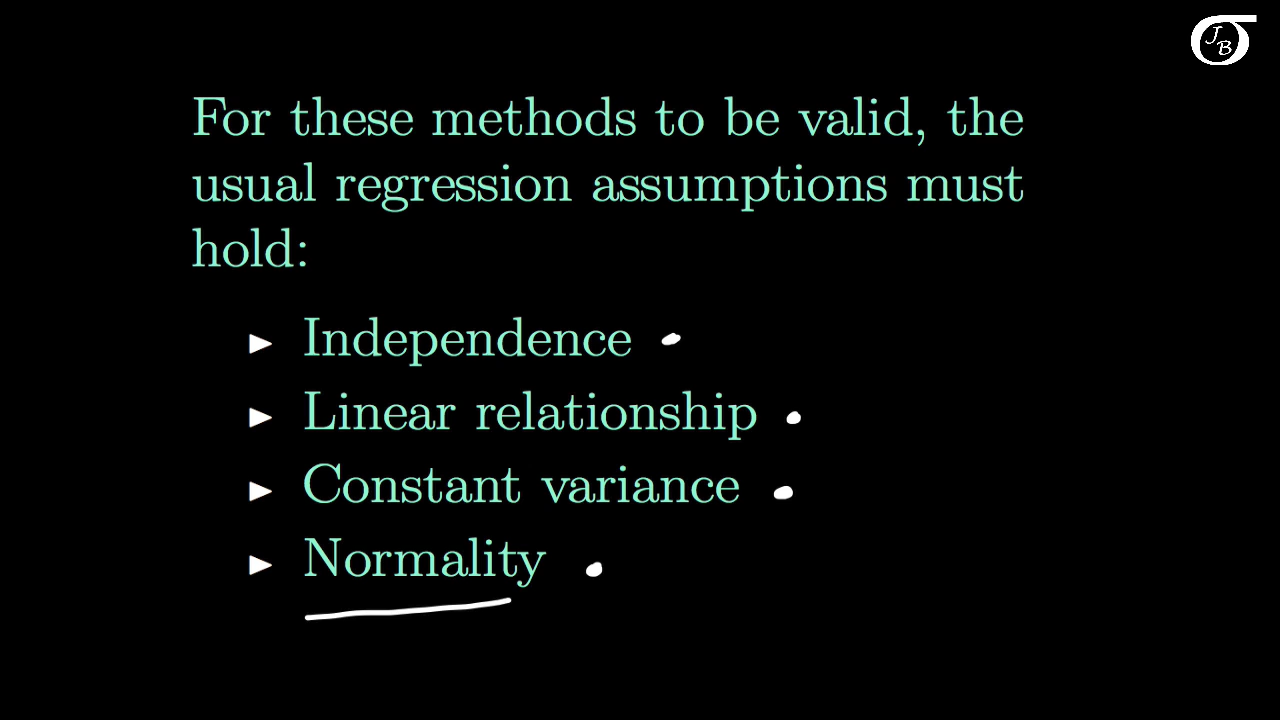 J
B
For these methods to be valid, the
usual regression assumptions must
hold:
Independence
Linear relationship
Constant variance
Normality